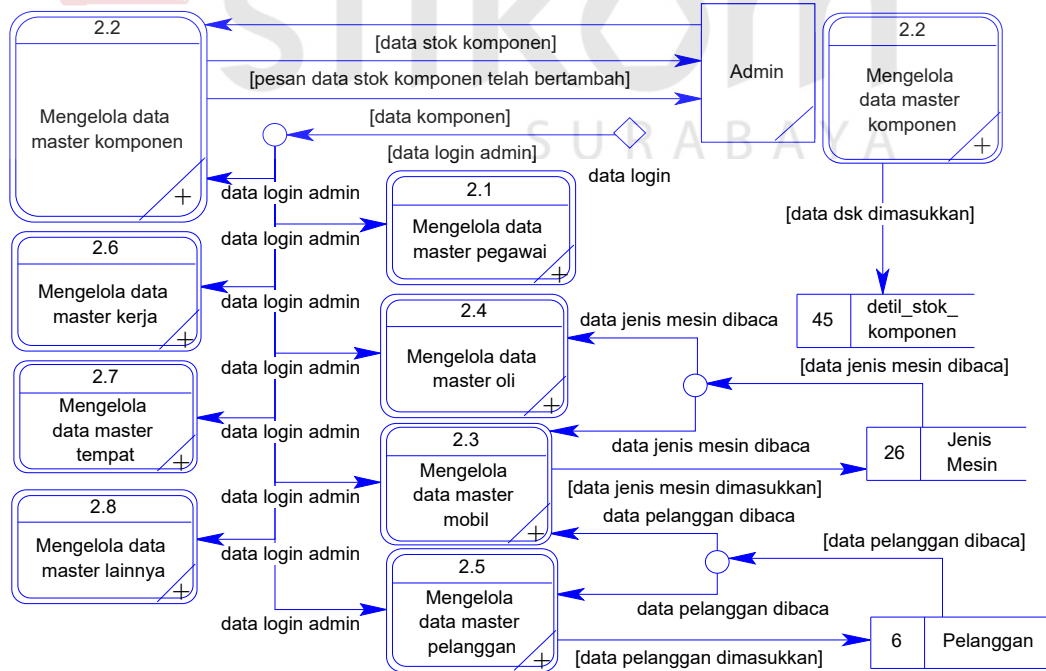 stikom
SURABAYA
2.2
Mengelola data
master komponen
[data stok komponen]
[pesan data stok komponen telah bertambah]
[data komponen]
Admin
2.2
Mengelola
data master
komponen
[data login admin]
data login
data login admin
2.1
Mengelola data
master pegawai
data login admin
[data dsk dimasukkan]
2.6
Mengelola data
master kerja
data login admin
2.4
Mengelola data
master oli
data jenis mesin dibaca
45
detil_stok_
komponen
[data jenis mesin dibaca]
data login admin
2.7
Mengelola
data master
tempat
data login admin
2.3
Mengelola
data master
mobil
data jenis mesin dibaca
26
Jenis
Mesin
[data jenis mesin dimasukkan]
data login admin
2.8
Mengelola data
master lainnya
data login admin
data pelanggan dibaca
[data pelanggan dibaca]
2.5
Mengelola
data master
pelanggan
data pelanggan dibaca
data login admin
[data pelanggan dimasukkan]
6
Pelanggan